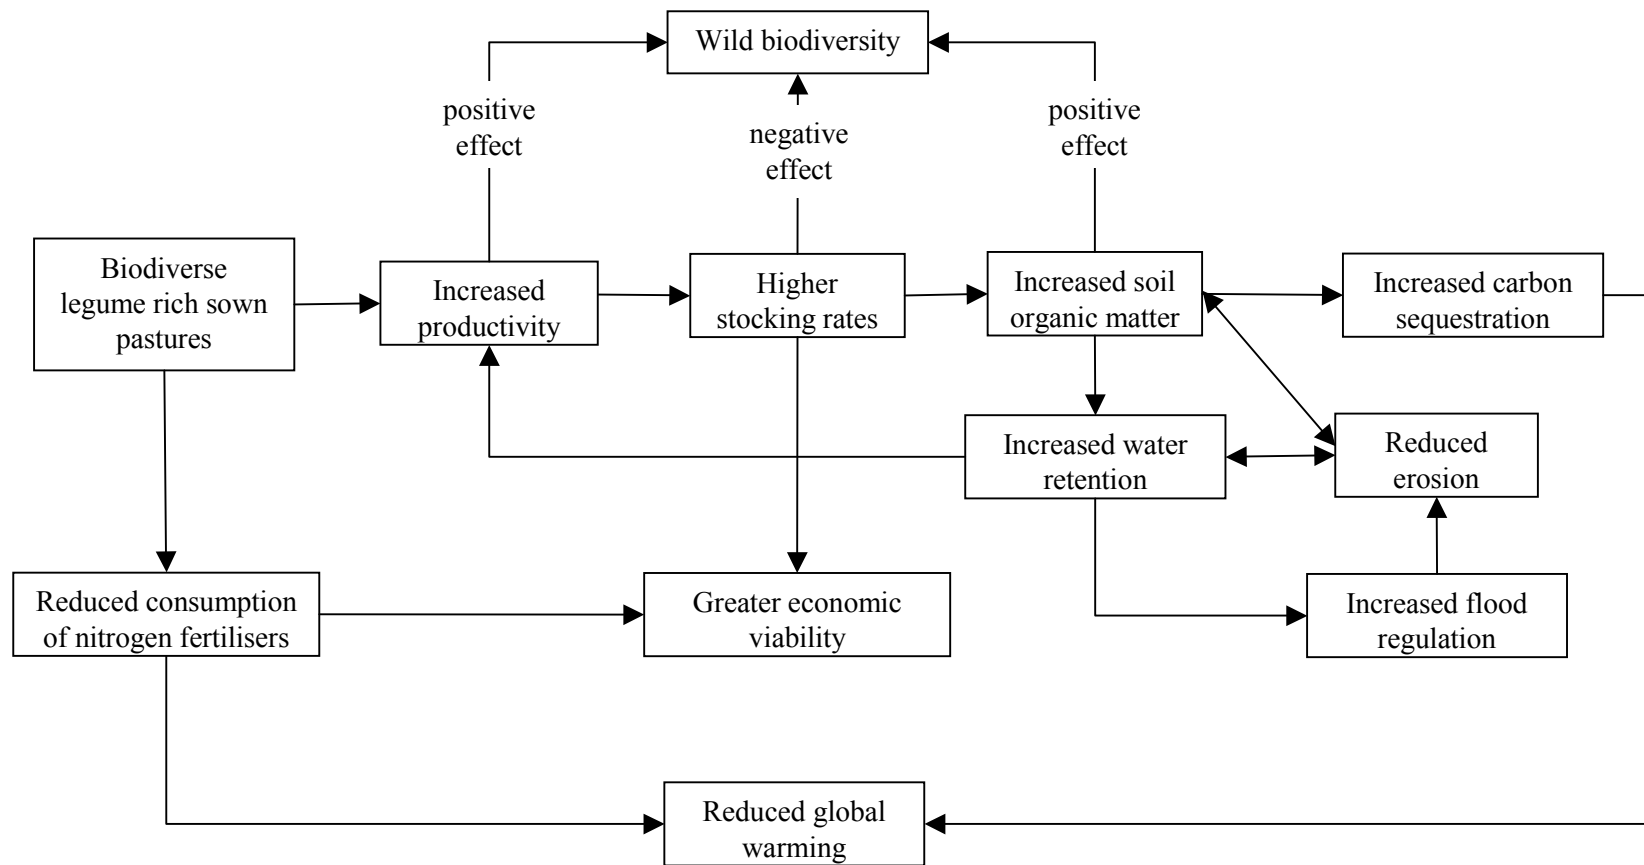 Wild biodiversity
positive
effect
negative
effect
positive
effect
Biodiverse
legume rich sown
pastures
Increased
productivity
Higher
stocking rates
Increased soil
organic matter
Increased carbon
sequestration
Increased water
retention
Reduced
erosion
Reduced consumption
of nitrogen fertilisers
Greater economic
viability
Increased flood
regulation
Reduced global
warming